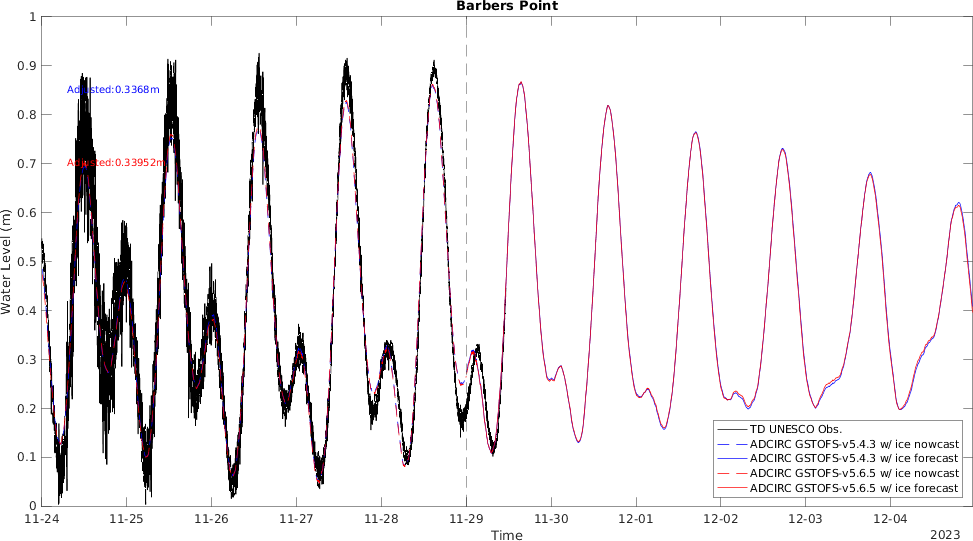 Barbers Point
Water Level (m)
1
0.9
0.8
0.7
0.6
0.5
0.4
0.3
0.2
0.1
0
Adjusted:0.3368m
Adjusted:0.33952m
TD UNESCO Obs.
ADCIRC GSTOFS-v5.4.3 w/ ice nowcast
ADCIRC GSTOFS-v5.4.3 w/ ice forecast
ADCIRC GSTOFS-v5.6.5 w/ ice nowcast
ADCIRC GSTOFS-v5.6.5 w/ ice forecast
11-24 11-25 11-26 11-27 11-28 11-29 11-30 12-01 12-02 12-03 12-04
Time
2023